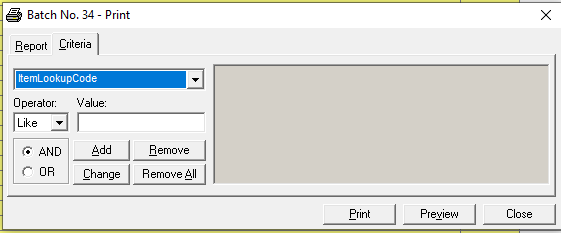 Batch No. 34 - Print
Report Criteria
ItemLookupCode
Operator: Value:
Like
AND Add Remove
OR Change Remove All
Print Preview Close